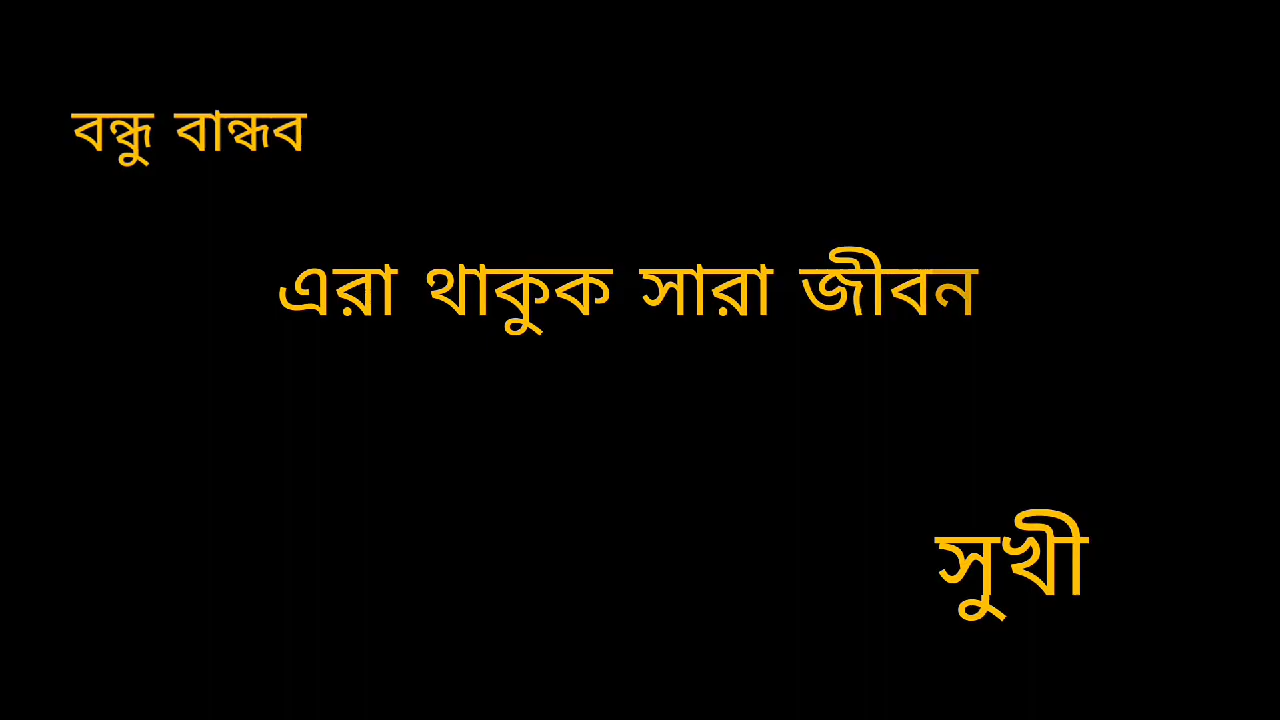 বন্ধু বান্ধব
এরা থাকুক সারা জীবন
সুখী